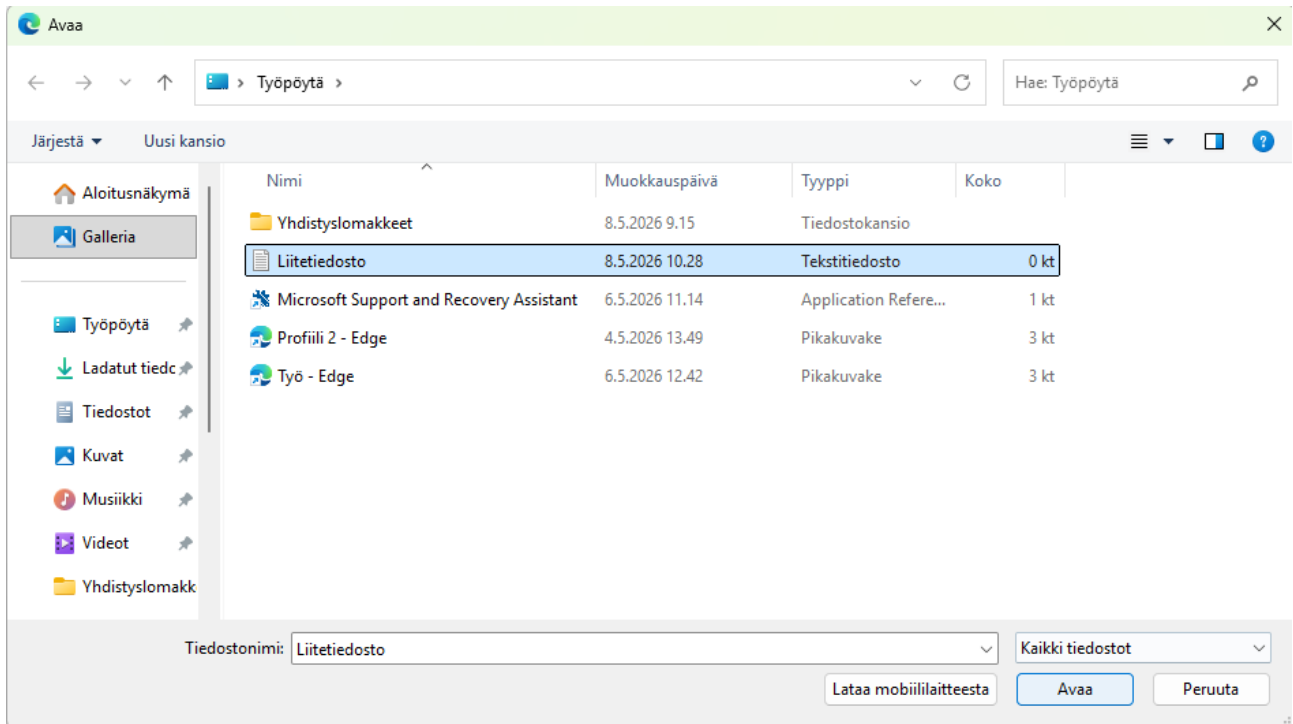 Avaa
Työpöytä
Hae: Työpöytä
Järjestä Uusi kansio
Nimi Muokkauspäivä Tyyppi Koko
Aloitusnäkymä
Galleria
Työpöytä
Ladatut tiedc
Tiedostot
Kuvat
Musiikki
Videot
Yhdistyslomakk
Yhdistyslomakkeet 8.5.2026 9.15 Tiedostokansio
Liitetiedosto 8.5.2026 10.28 Tekstitiedosto 0 kt
Microsoft Support and Recovery Assistant 6.5.2026 11.14 Application Refere... 1 kt
Profiili 2 - Edge 4.5.2026 13.49 Pikakuvake 3 kt
Työ - Edge 6.5.2026 12.42 Pikakuvake 3 kt
Tiedostonimi: Liitetiedosto Kaikki tiedostot
Lataa mobiililaitteesta Avaa Peruuta